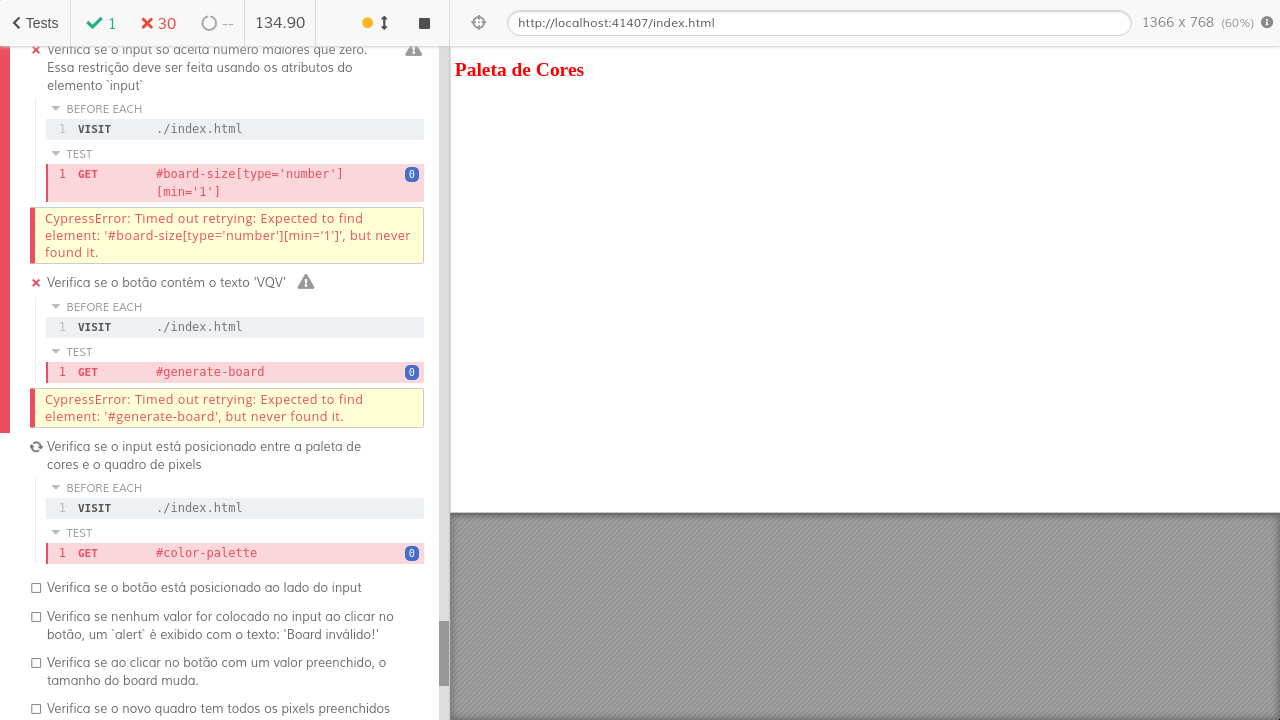 Tests
1
30
--
134.90
http://localhost:41407/index.html
1366 x 768 (60%)
Verifica se o input só aceita número maiores que zero.
Essa restrição deve ser feita usando os atributos do
elemento `input`
BEFORE EACH
1 VISIT ./index.html
TEST
1 GET #board-size[type='number']
[min='1']
0
CypressError: Timed out retrying: Expected to find
element: '#board-size[type='number'][min='1']', but never
found it.
Verifica se o botão contém o texto 'VQV'
BEFORE EACH
1 VISIT ./index.html
TEST
1 GET #generate-board 0
CypressError: Timed out retrying: Expected to find
element: '#generate-board', but never found it.
Verifica se o input está posicionado entre a paleta de
cores e o quadro de pixels
BEFORE EACH
1 VISIT ./index.html
TEST
1 GET #color-palette 0
Verifica se o botão está posicionado ao lado do input
Verifica se nenhum valor for colocado no input ao clicar no
botão, um `alert` é exibido com o texto: 'Board inválido!'
Verifica se ao clicar no botão com um valor preenchido, o
tamanho do board muda.
Verifica se o novo quadro tem todos os pixels preenchidos
Paleta de Cores